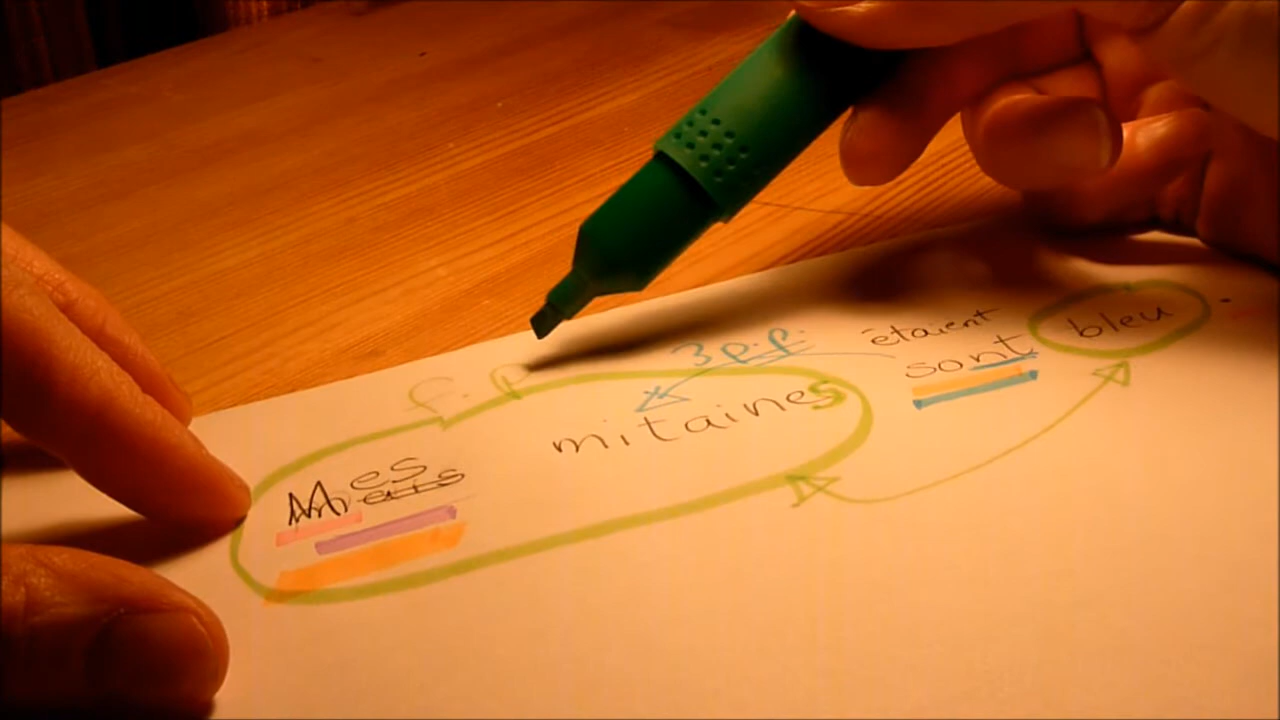 f. p
3 p.p. étaient
Mes mitaines sont bleu.